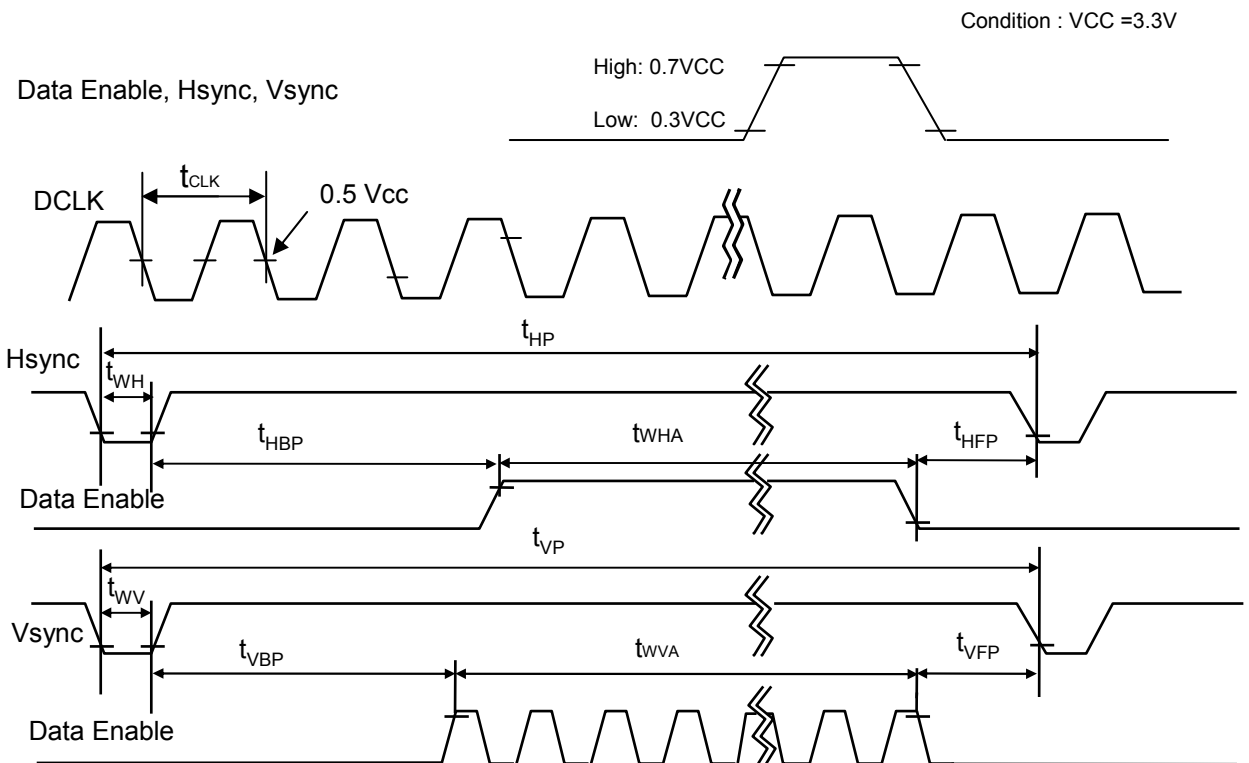 Condition : VCC =3.3V
High: 0.7VCC
Data Enable, Hsync, Vsync
Low: 0.3VCC
tCLK
0.5 Vcc
DCLK
tHP
Hsync
tWH
tHBP
tWHA
tHFP
Data Enable
tVP
tWV
Vsync
tVBP
tWVA
tVFP
Data Enable